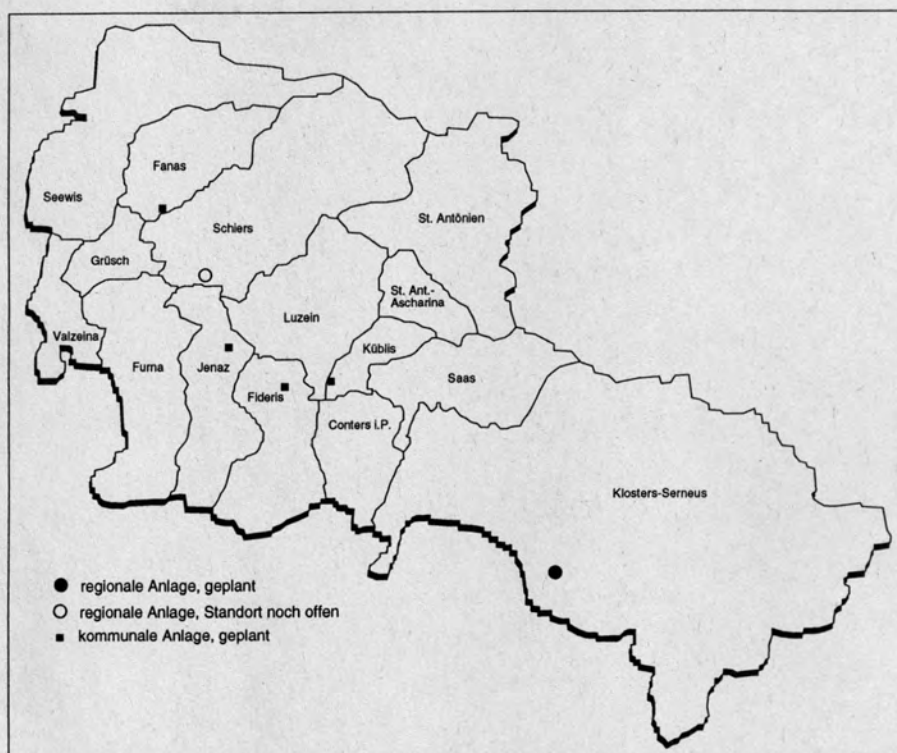 Fanas
Seewis
Schiers
St. Antönien
Grüsch
St. Ant.-
Ascharina
Luzein
Valzeina
Furna
Jenaz
Küblis
Fideris
Saas
Conters i.P.
Klosters-Serneus
regionale Anlage, geplant
regionale Anlage, Standort noch offen
kommunale Anlage, geplant